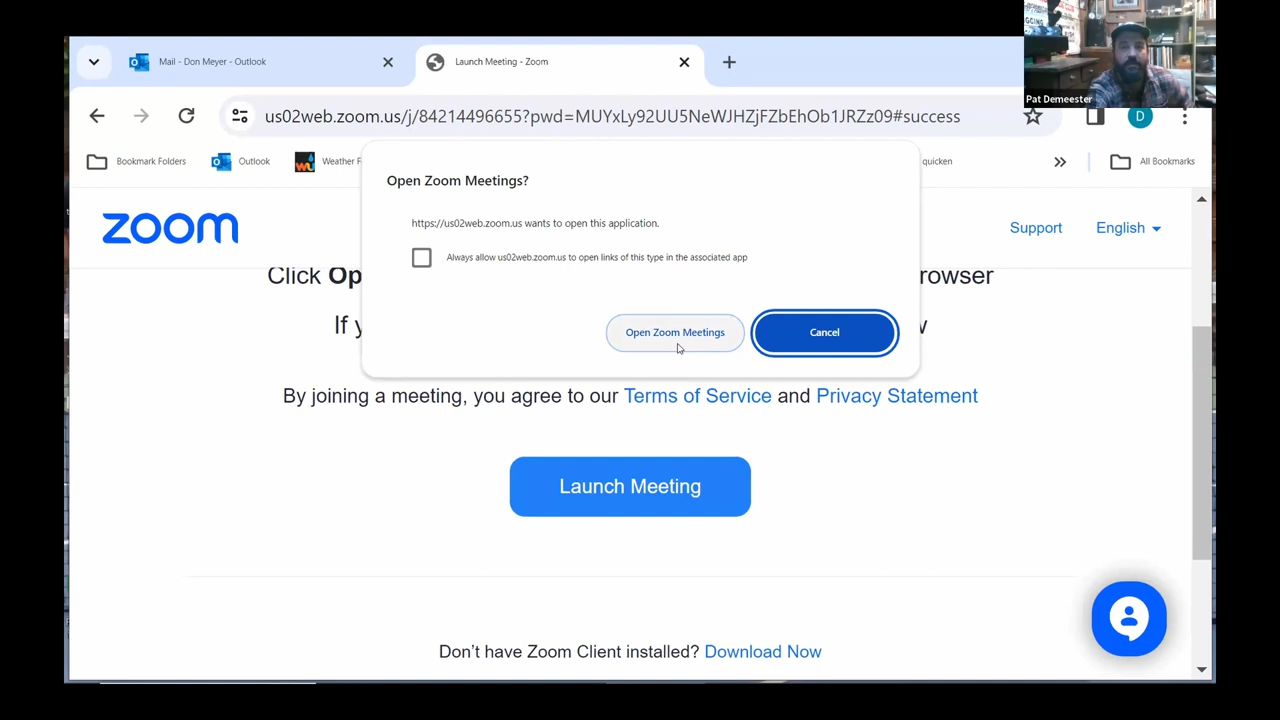 Mail - Don Meyer - Outlook
Launch Meeting - Zoom
Pat Demeester
us02web.zoom.us/j/84214496655?pwd=MUYxLy92UU5NeWJHZjFZbEhOb1JRZz09#success
D
Bookmark Folders
Outlook
Weather F
quicken
All Bookmarks
Open Zoom Meetings?
https://us02web.zoom.us wants to open this application.
Always allow us02web.zoom.us to open links of this type in the associated app
Open Zoom Meetings
Cancel
zoom
Support
English
Click Op
rowser
If y
w
By joining a meeting, you agree to our Terms of Service and Privacy Statement
Launch Meeting
Don't have Zoom Client installed? Download Now